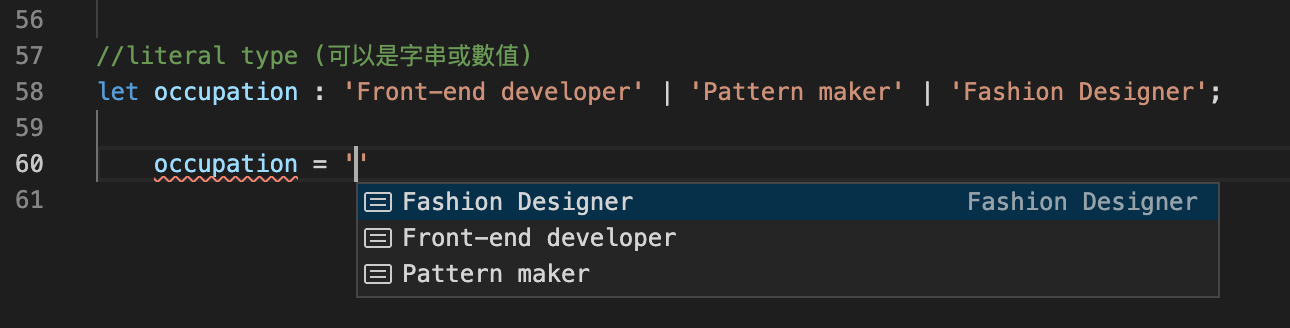 56
57 //literal type (可以是字串或數值)
58 let occupation : 'Front-end developer' | 'Pattern maker' | 'Fashion Designer';
59
60 occupation = ''
Fashion Designer Fashion Designer
Front-end developer
Pattern maker
61